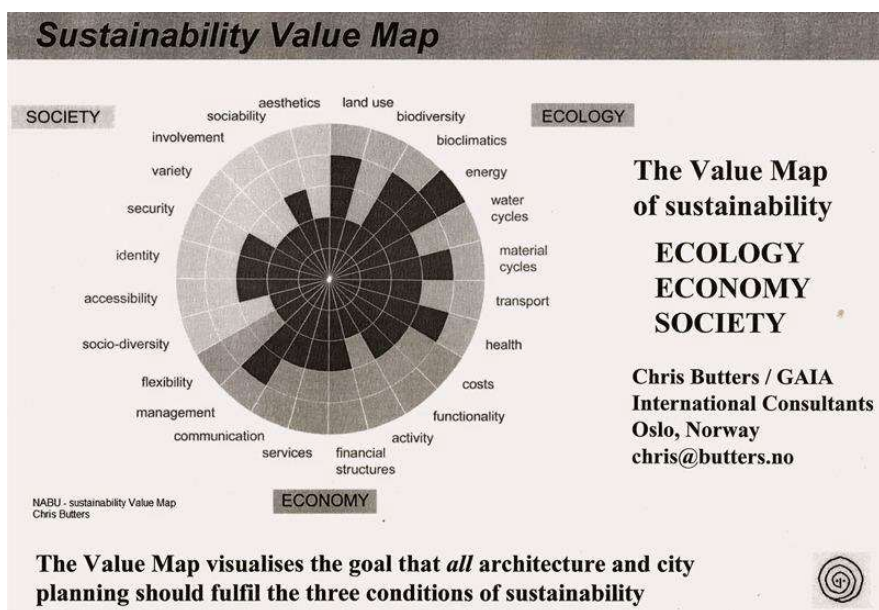 Sustainability Value Map
SOCIETY
ECOLOGY
aesthetics
land use
sociability
biodiversity
involvement
bioclimatics
variety
energy
security
water
cycles
identity
material
cycles
accessibility
transport
socio-diversity
health
flexibility
costs
management
functionality
communication
activity
services
financial
structures
ECONOMY
The Value Map
of sustainability
ECOLOGY
ECONOMY
SOCIETY
Chris Butters / GAIA
International Consultants
Oslo, Norway
chris@butters.no
NABU - sustainability Value Map
Chris Butters
The Value Map visualises the goal that all architecture and city
planning should fulfil the three conditions of sustainability